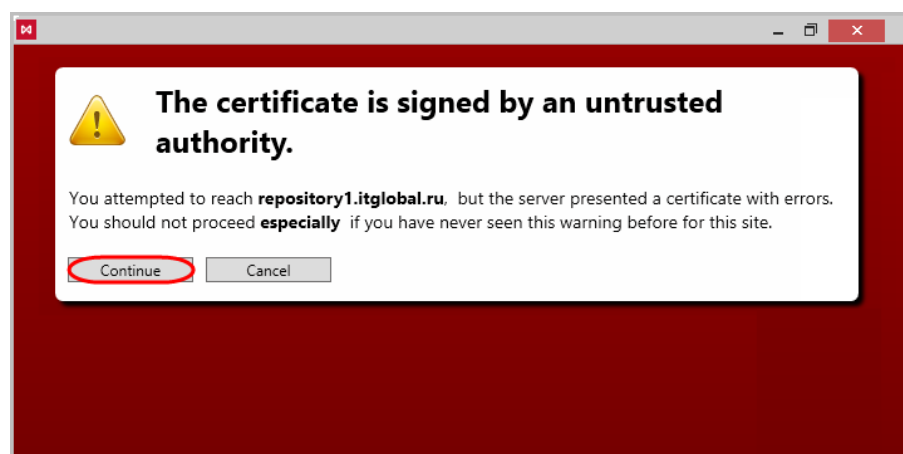 The certificate is signed by an untrusted
authority.
You attempted to reach repository1.itglobal.ru, but the server presented a certificate with errors.
You should not proceed especially if you have never seen this warning before for this site.
Continue Cancel